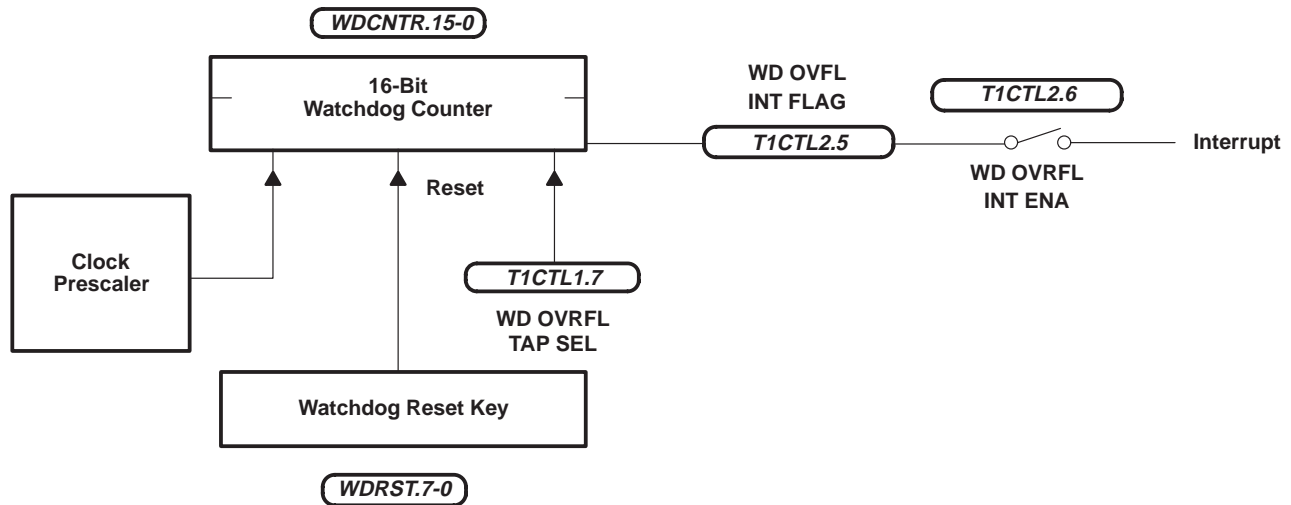 WDCNTR.15-0
16-Bit
Watchdog Counter
WD OVFL
INT FLAG
T1CTL2.6
T1CTL2.5
Interrupt
WD OVRFL
INT ENA
Reset
Clock
Prescaler
T1CTL1.7
WD OVRFL
TAP SEL
Watchdog Reset Key
WDRST.7-0